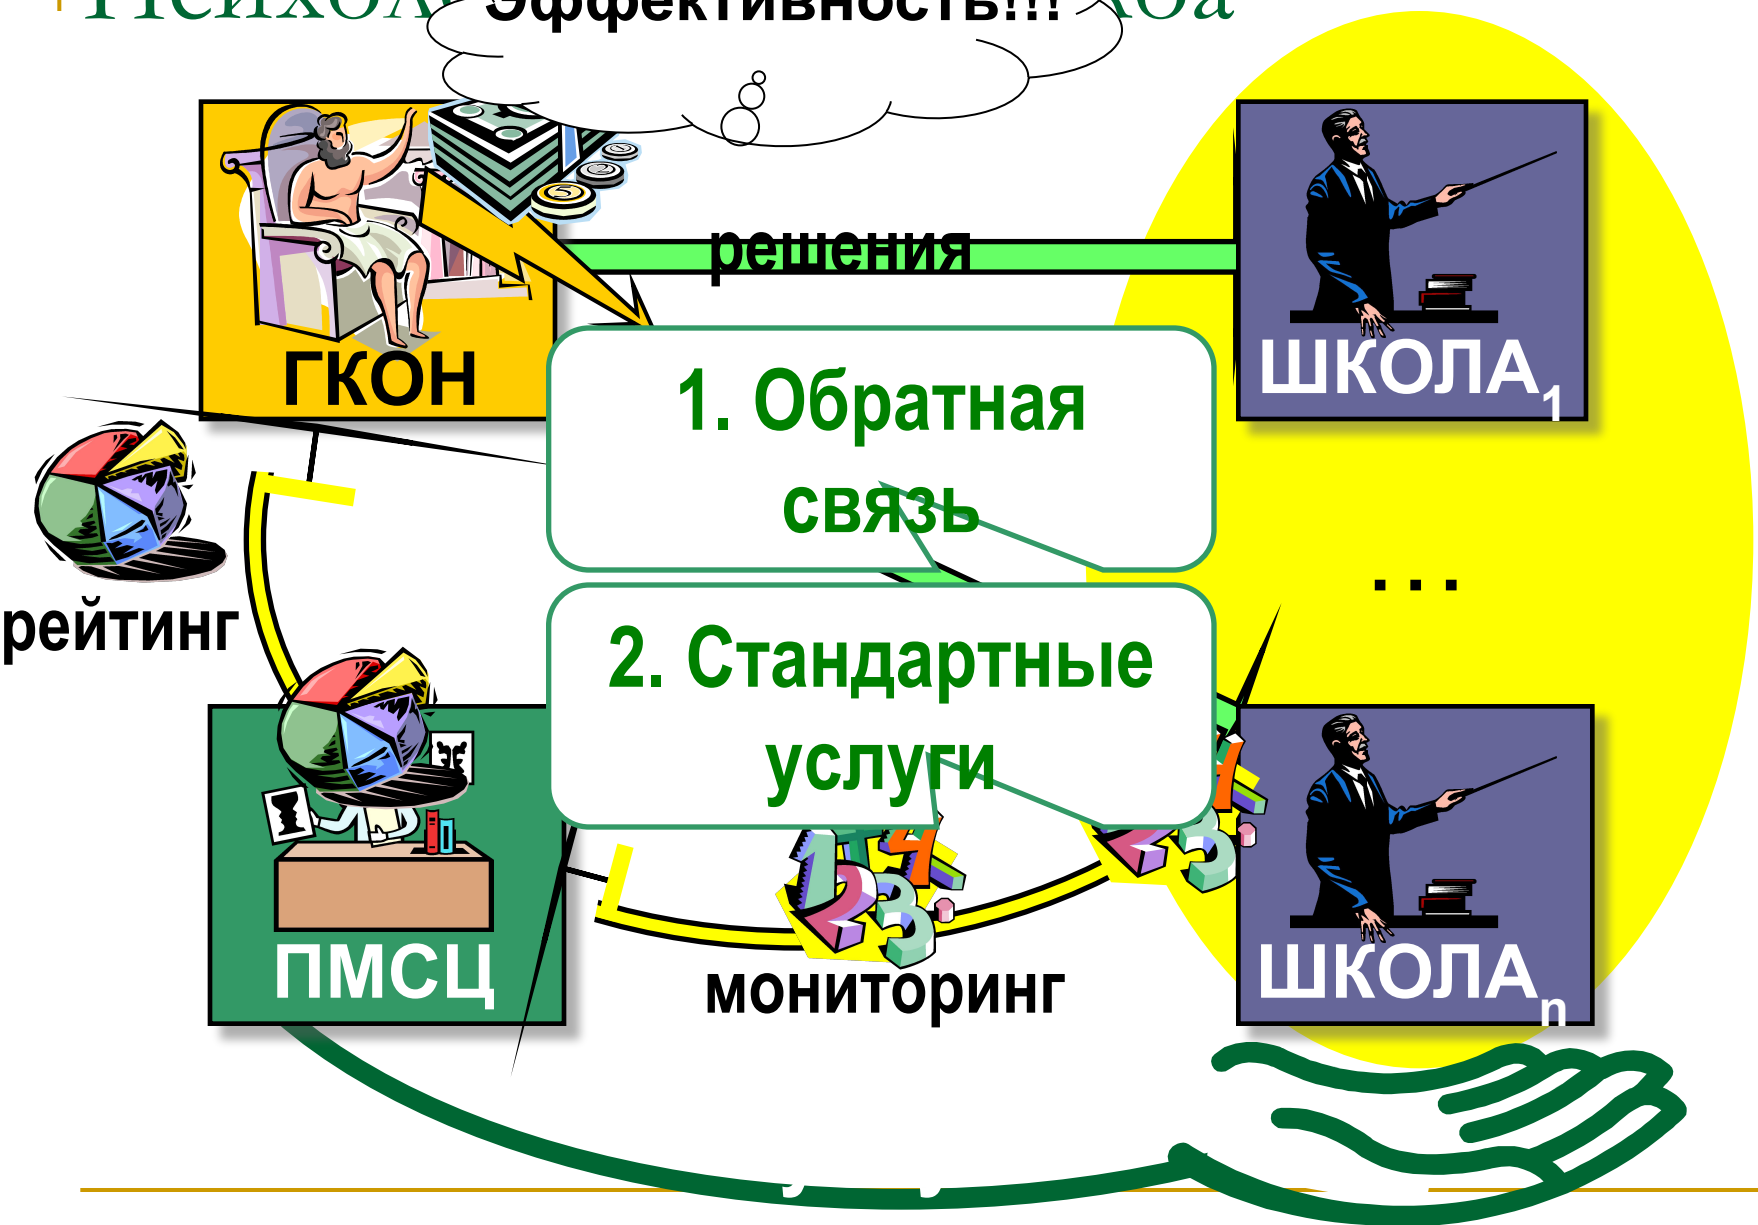 Эффективность!!!
решения
ГКОН
ШКОЛА1
1. Обратная
связь
...
рейтинг
2. Стандартные
услуги
ПМСЦ
ШКОЛАn
мониторинг